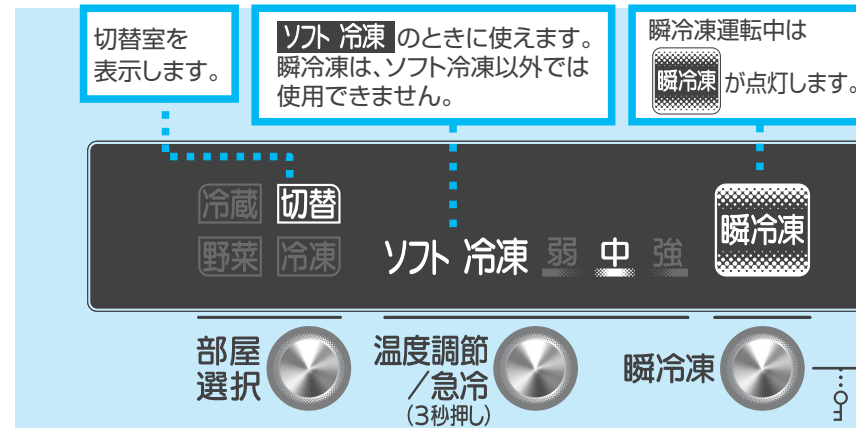 切替室を
表示します。
ソフト 冷凍 のときに使えます。
瞬冷凍は、ソフト冷凍以外では
使用できません。
瞬冷凍運転中は
瞬冷凍 が点灯します。
冷蔵 切替
野菜 冷凍
ソフト 冷凍 弱 中 強
瞬冷凍
部屋
選択
温度調節
/急冷
(3秒押し)
瞬冷凍